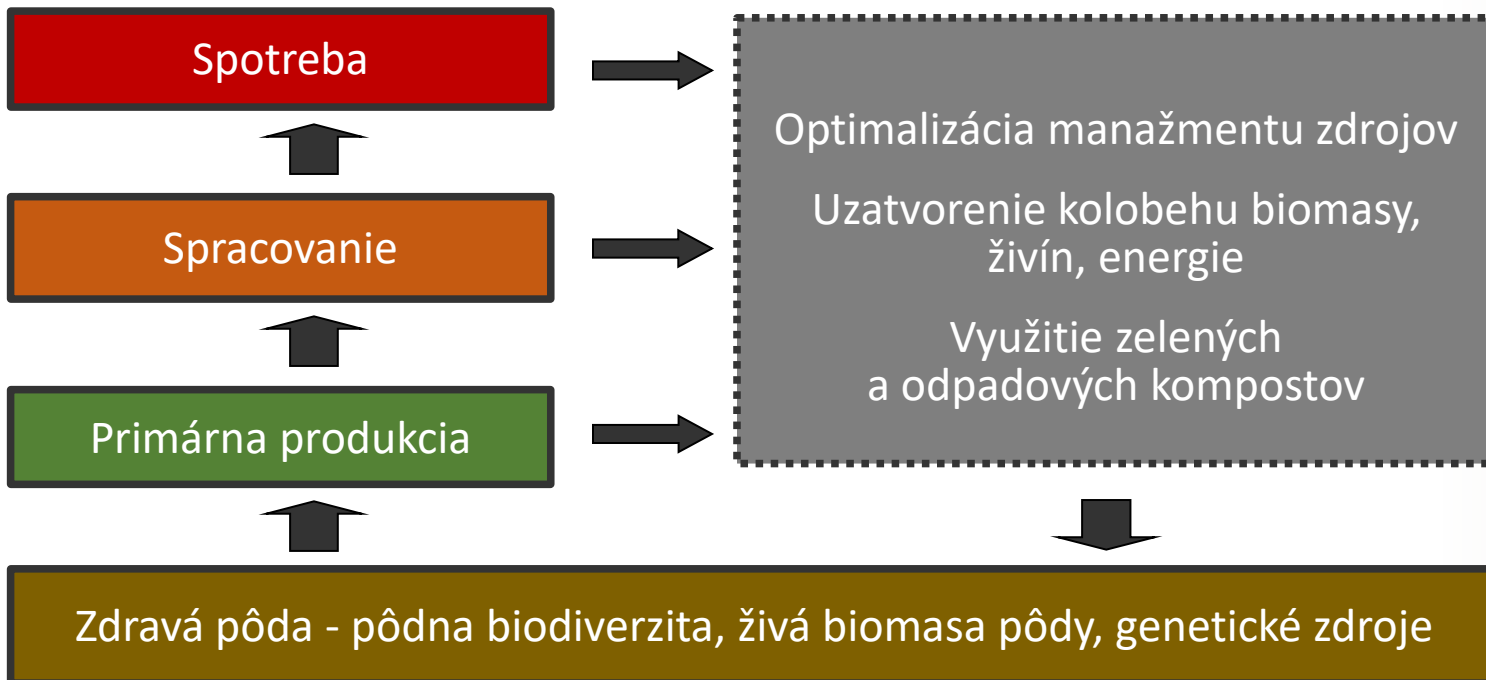 Spotreba
Spracovanie
Primárna produkcia
Optimalizácia manažmentu zdrojov
Uzatvorenie kolobehu biomasy,
živín, energie
Využitie zelených
a odpadových kompostov
Zdravá pôda - pôdna biodiverzita, živá biomasa pôdy, genetické zdroje